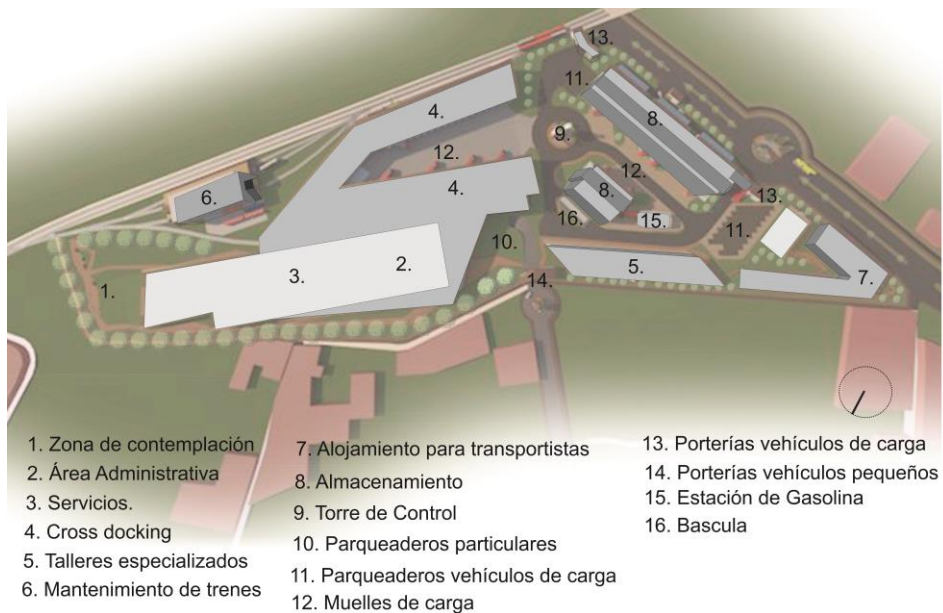 13.
11.
4.
8.
9.
12.
12.
4.
6.
8.
13.
16.
15.
11.
10.
2.
5.
3.
7.
14.
1.
1. Zona de contemplación
2. Área Administrativa
3. Servicios.
4. Cross docking
5. Talleres especializados
6. Mantenimiento de trenes
7. Alojamiento para transportistas
8. Almacenamiento
9. Torre de Control
10. Parqueaderos particulares
11. Parqueaderos vehículos de carga
12. Muelles de carga
13. Porterías vehículos de carga
14. Porterías vehículos pequeños
15. Estación de Gasolina
16. Bascula